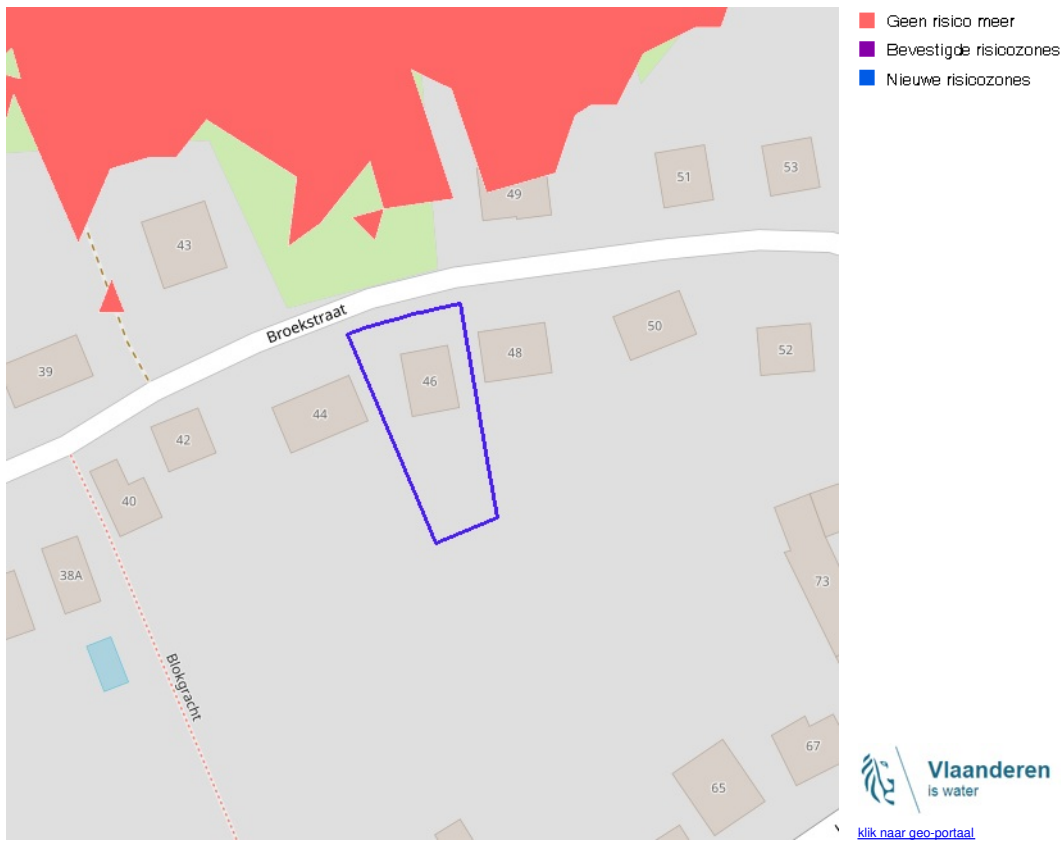 Geen risico meer
Bevestigde risicozones
Nieuwe risicozones
53
51
49
43
Broekstraat
50
52
48
39
46
44
42
40
38A
73
Blokgracht
67
65
Vlaanderen
is water
klik naar geo-portaal